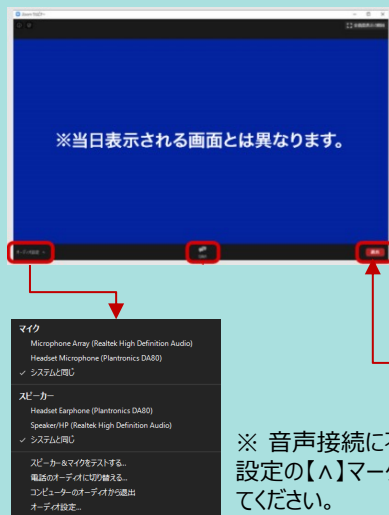 ※当日表示される画面とは異なります。
マイク
Microphone Array (Realtek High Definition Audio)
Headset Microphone (Plantronics DA80)
✓ システムと同じ
スピーカー
Headset Earphone (Plantronics DA80)
Speaker/HP (Realtek High Definition Audio)
✓ システムと同じ
スピーカー&マイクをテストする...
電話のオーディオに切り替える...
コンピューターのオーディオから退出
オーディオ設定...
※ 音声接続に
設定の【∧】マーク
てください。